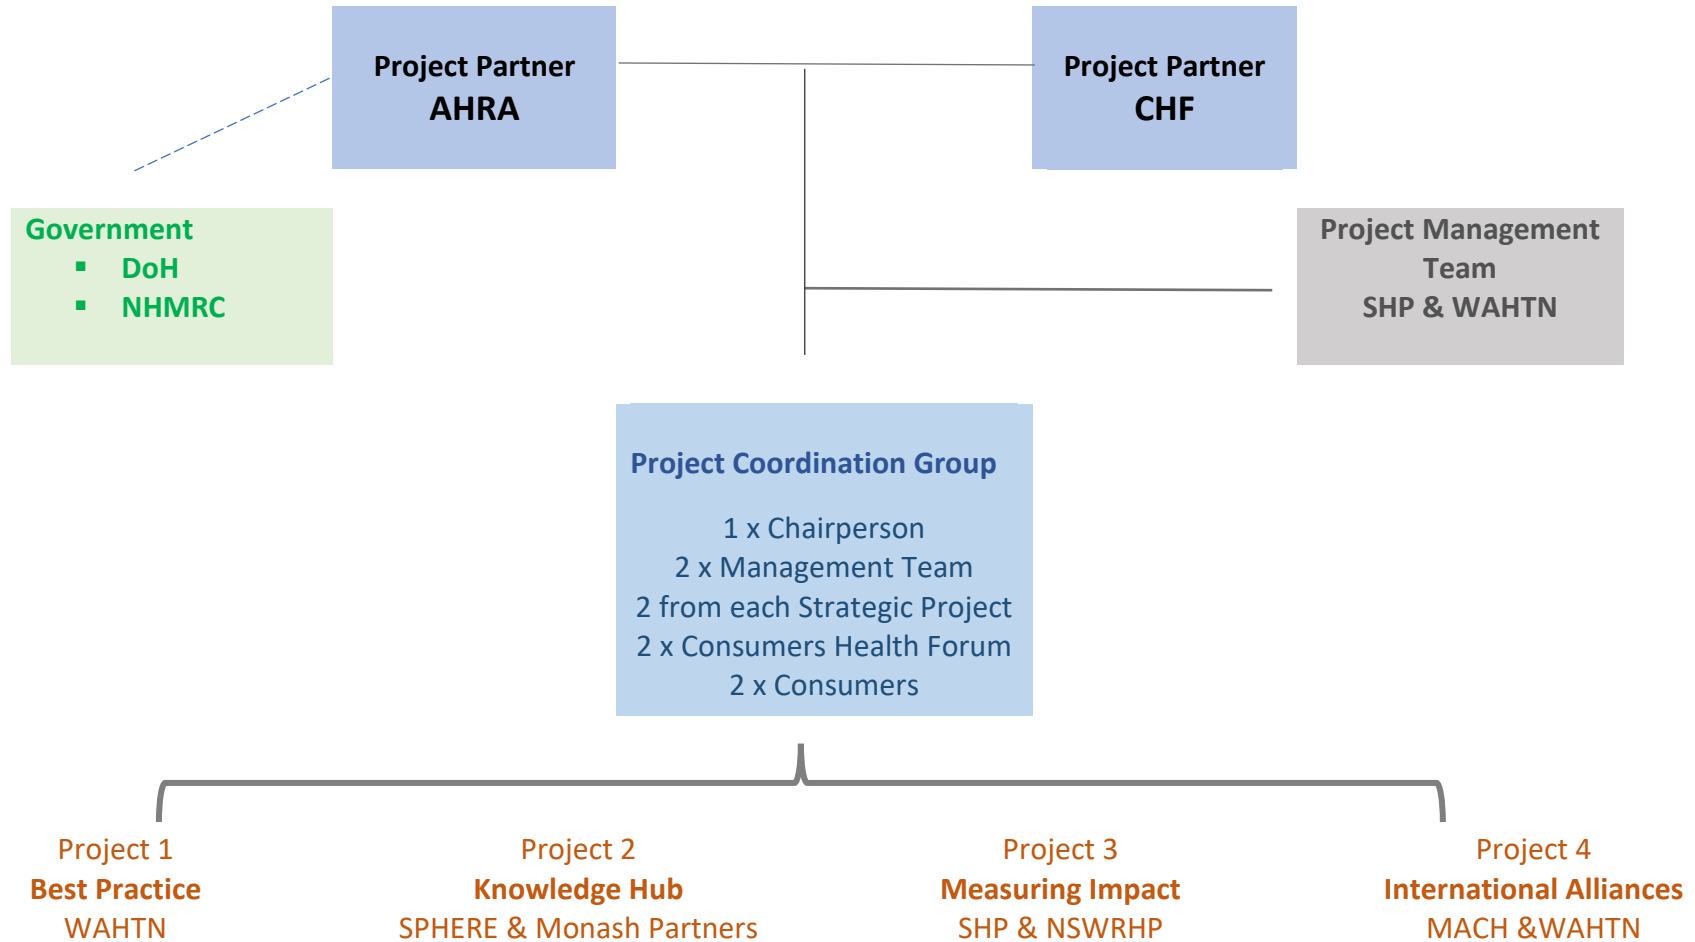 Project Partner
AHRA
Project Partner
CHF
Government
▪ DoH
▪ NHMRC
Project Management
Team
SHP & WAHTN
Project Coordination Group
1 x Chairperson
2 x Management Team
2 from each Strategic Project
2 x Consumers Health Forum
2 x Consumers
Project 1
Best Practice
WAHTN
Project 2
Knowledge Hub
SPHERE & Monash Partners
Project 3
Measuring Impact
SHP & NSWRHP
Project 4
International Alliances
MACH &WAHTN